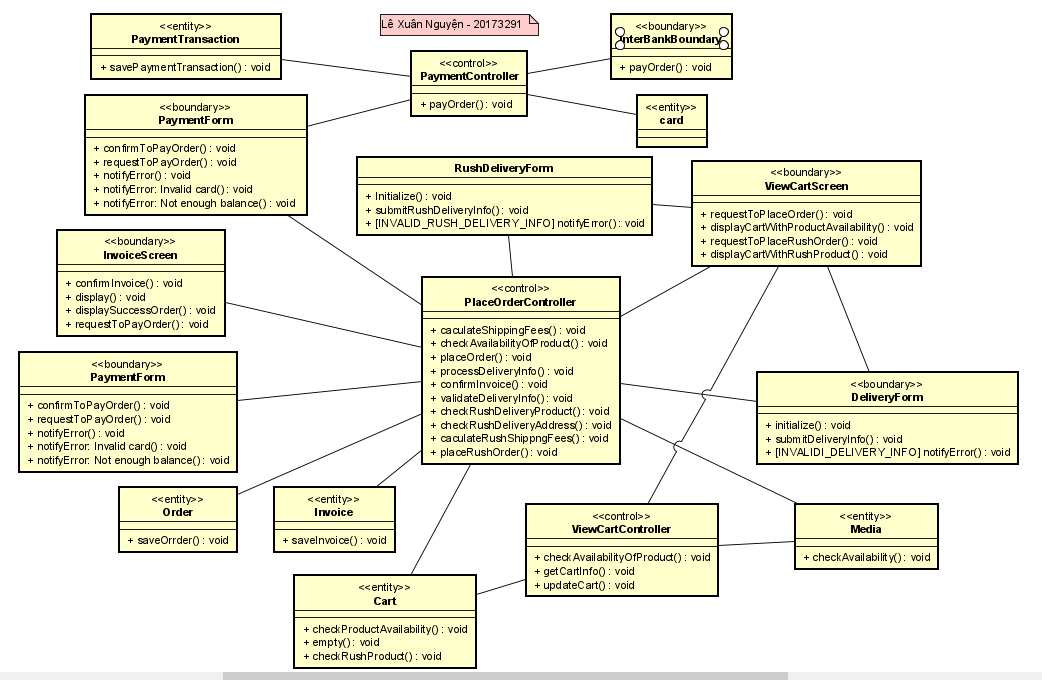 <<entity>>
PaymentTransaction
+ savePaymentTransaction() : void
Lê Xuân Nguyện - 20173291
<<control>>
PaymentController
+ payOrder() : void
<<boundary>>
InterBankBoundary
+ payOrder() : void
<<entity>>
card
<<boundary>>
PaymentForm
+ confirmToPayOrder() : void
+ requestToPayOrder() : void
+ notifyError() : void
+ notifyError: Invalid card() : void
+ notifyError: Not enough balance() : void
RushDeliveryForm
+ Initialize() : void
+ submitRushDeliveryInfo() : void
+ [INVALID_RUSH_DELIVERY_INFO] notifyError() : void
<<boundary>>
ViewCartScreen
+ requestToPlaceOrder() : void
+ displayCartWithProductAvailability() : void
+ requestToPlaceRushOrder() : void
+ displayCartWithRushProduct() : void
<<boundary>>
InvoiceScreen
+ confirmInvoice() : void
+ display() : void
+ displaySuccessOrder() : void
+ requestToPayOrder() : void
<<control>>
PlaceOrderController
+ caculateShippingFees() : void
+ checkAvailabilityOfProduct() : void
+ placeOrder() : void
+ processDeliveryInfo() : void
+ confirmInvoice() : void
+ validateDeliveryInfo() : void
+ checkRushDeliveryProduct() : void
+ checkRushDeliveryAddress() : void
+ caculateRushShippngFees() : void
+ placeRushOrder() : void
<<boundary>>
PaymentForm
+ confirmToPayOrder() : void
+ requestToPayOrder() : void
+ notifyError() : void
+ notifyError: Invalid card() : void
+ notifyError: Not enough balance() : void
<<boundary>>
DeliveryForm
+ initialize() : void
+ submitDeliveryInfo() : void
+ [INVALIDI_DELIVERY_INFO] notifyError() : void
<<entity>>
Order
+ saveOrrder() : void
<<entity>>
Invoice
+ saveInvoice() : void
<<control>>
ViewCartController
+ checkAvailabilityOfProduct() : void
+ getCartInfo() : void
+ updateCart() : void
<<entity>>
Media
+ checkAvailability() : void
<<entity>>
Cart
+ checkProductAvailability() : void
+ empty() : void
+ checkRushProduct() : void